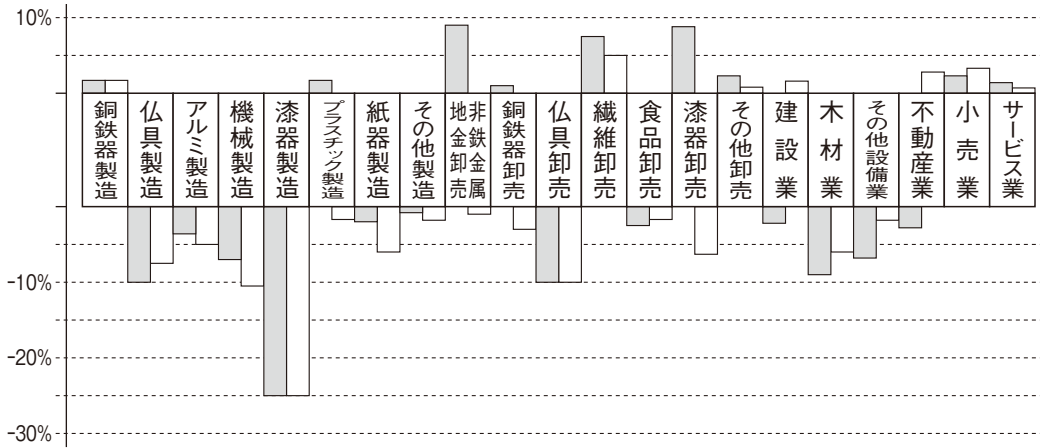 10%
銅鉄器製造
仏具製造
アルミ製造
機械製造
漆器製造
プラスチック製造
紙器製造
その他製造
非鉄金属
地金卸売
銅鉄器卸売
仏具卸売
繊維卸売
食品卸売
漆器卸売
その他卸売
建設業
木材業
その他設備業
不動産業
小売業
サービス業
-10%
-20%
-30%